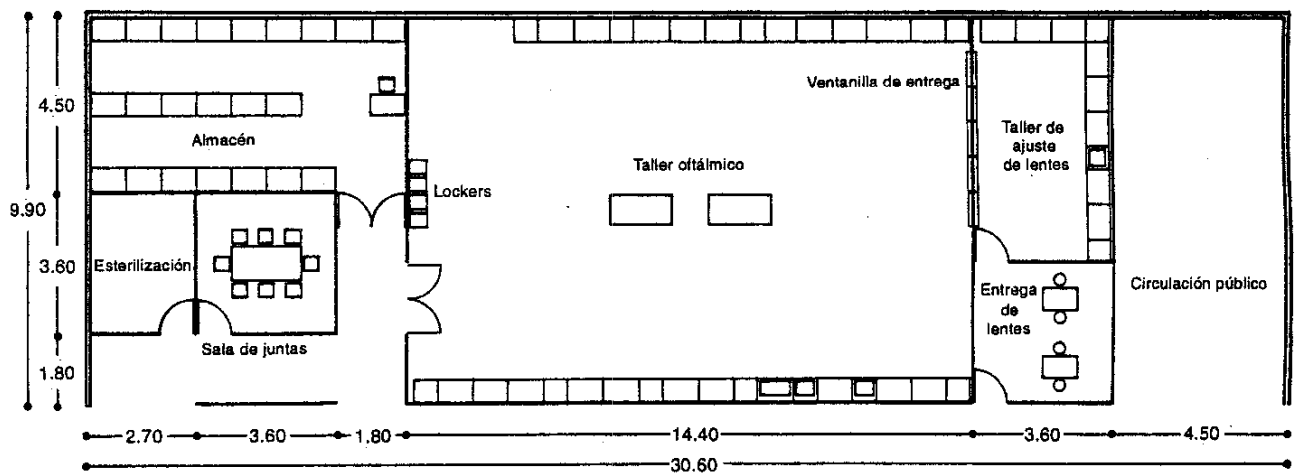 Ventanilla de entrega
4.50
Almacén
Taller de
ajuste
de lentes
Taller oftálmico
Lockers
9.90
3.60
Esterilización
Entrega
de
lentes
Circulación público
Sala de juntas
1.80
2.70
3.60
1.80
14.40
3.60
4.50
30.60